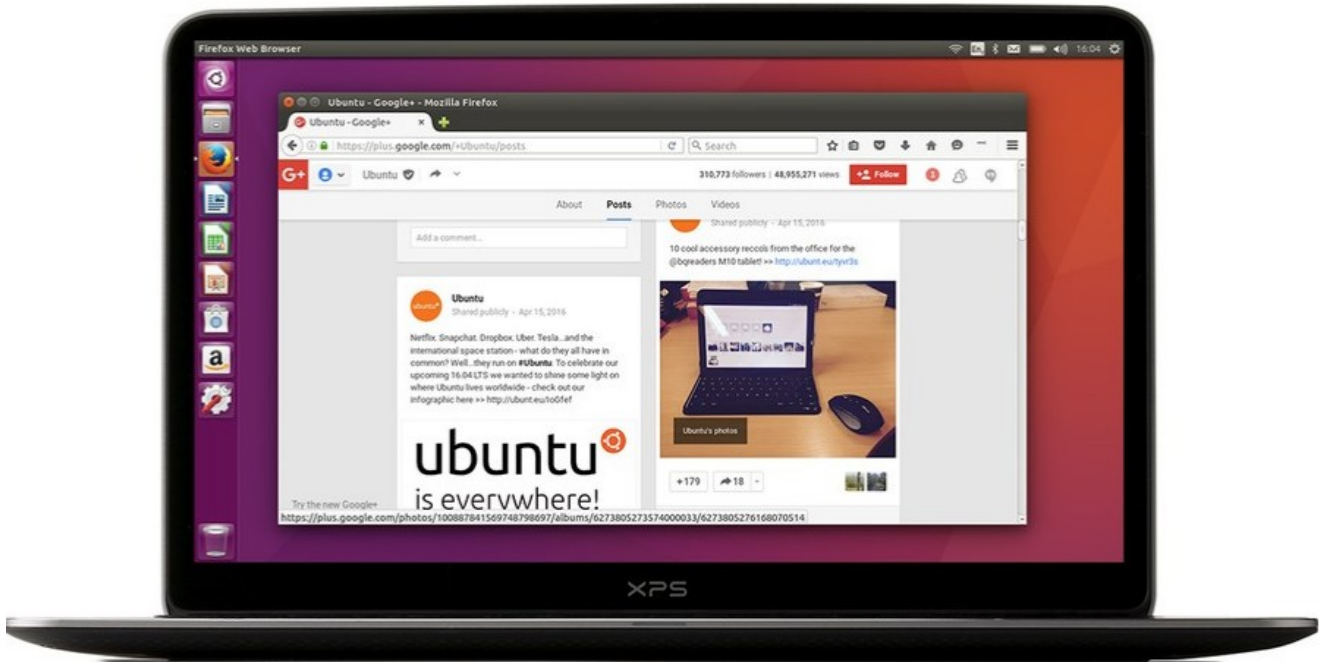 Firefox Web Browser
En
16:04
Ubuntu - Google+ - Mozilla Firefox
Ubuntu - Google+
https://plus.google.com/+Ubuntu/posts
Search
G+
Ubuntu
310,773 followers | 48,955,271 views
Follow
1
About Posts Photos Videos
Add a comment...
ubuntu
Ubuntu
Shared publicly - Apr 15, 2016
Netflix. Snapchat. Dropbox. Uber. Tesla...and the
international space station - what do they all have in
common? Well...they run on #Ubuntu. To celebrate our
upcoming 16.04 LTS we wanted to shine some light on
where Ubuntu lives worldwide - check out our
infographic here >> http://ubunt.eu/IoGfef
ubuntu
is everywhere!
Shared publicly - Apr 15, 2016
10 cool accessory reccols from the office for the
@bqreaders M10 tablet! >> http://ubunt.eu/tyvr3s
Ubuntu's photos
+179
18
Try the new Google+
https://plus.google.com/photos/100887841569748798697/albums/6273805273574000033/6273805276168070514
a
XPS